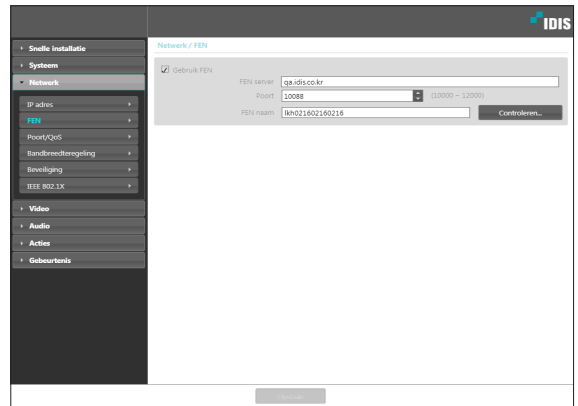 IDIS
Snelle installatie
Systeem
Netwerk
IP adres
FEN
Poort/QoS
Bandbreedteregeling
Beveiliging
IEEE 802.1X
Video
Audio
Acties
Gebeurtenis
Netwerk / FEN
Gebruik FEN
FEN server qa.idis.co.kr
Poort 10088 (10000 ~ 12000)
FEN naam lkh021602160216 Controleren...